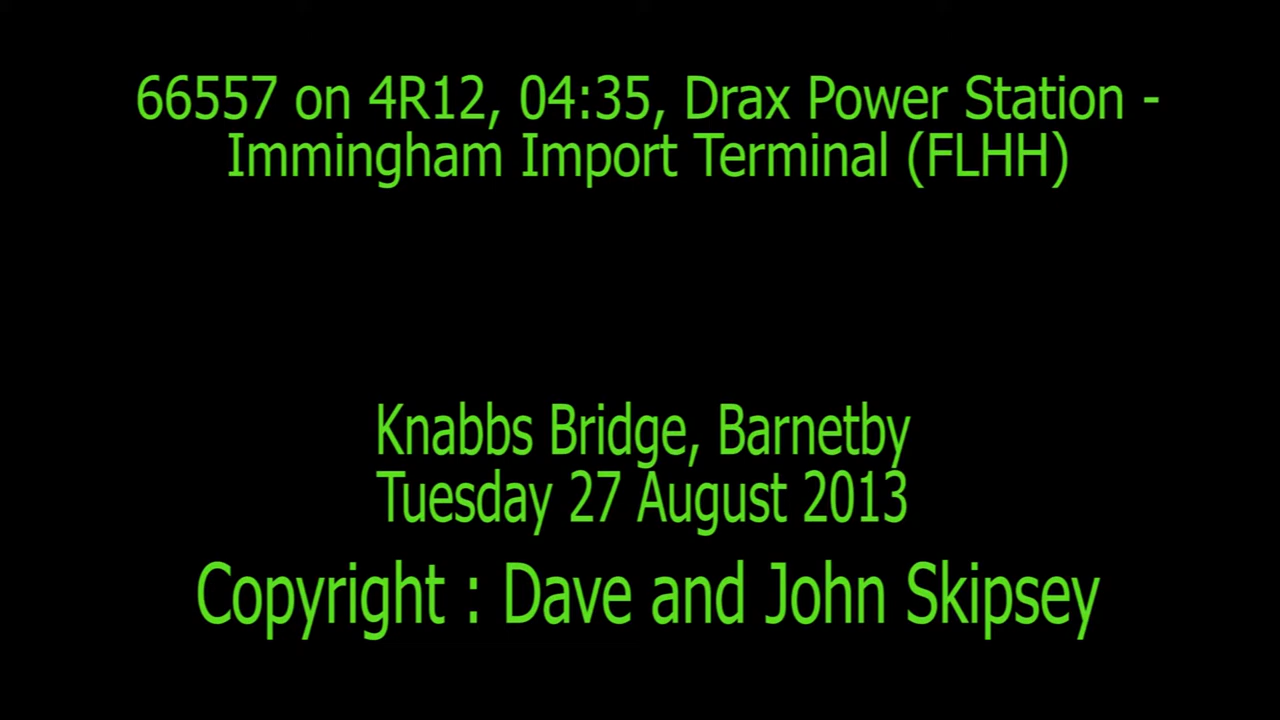 66557 on 4R12, 04:35, Drax Power Station -
Immingham Import Terminal (FLHH)
Knabbs Bridge, Barnetby
Tuesday 27 August 2013
Copyright : Dave and John Skipsey